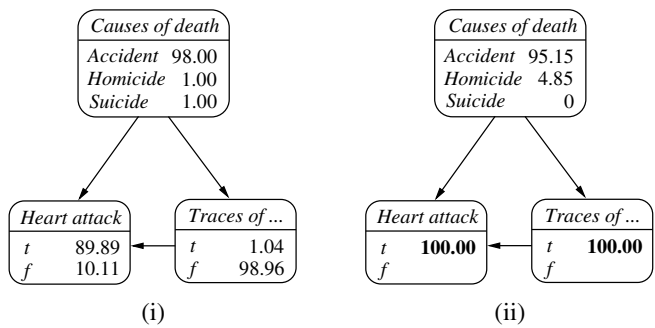 Causes of death
Accident 98.00
Homicide 1.00
Suicide 1.00
Heart attack
t 89.89
f 10.11
Traces of ...
t 1.04
f 98.96
(i)
Causes of death
Accident 95.15
Homicide 4.85
Suicide 0
Heart attack
t 100.00
f
Traces of ...
t 100.00
f
(ii)